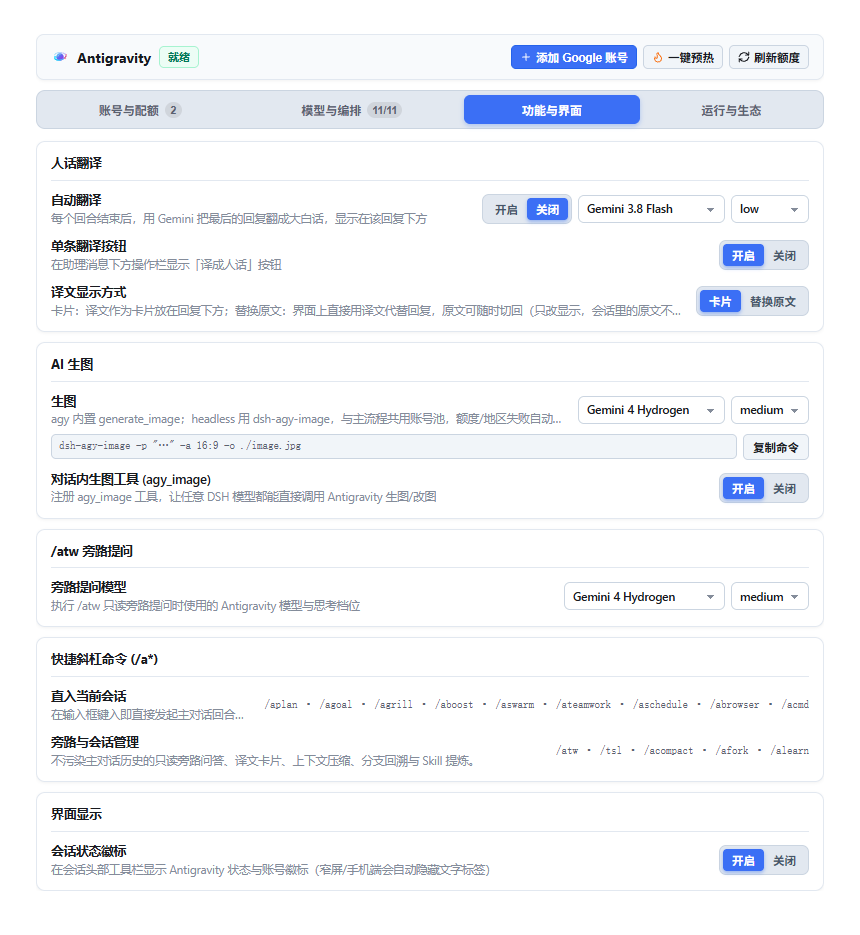 Antigravity 就绪 添加 Google 账号 一键预热 刷新额度
账号与配额 2 模型与编排 11/11 功能与界面 运行与生态
人话翻译
自动翻译
每个回合结束后，用 Gemini 把最后的回复翻成大白话，显示在该回复下方
开启 关闭 Gemini 3.8 Flash low
单条翻译按钮
在助理消息下方操作栏显示「译成人话」按钮
开启 关闭
译文显示方式
卡片：译文作为卡片放在回复下方；替换原文：界面上直接用译文代替回复，原文可随时切回（只改显示，会话里的原文不...
卡片 替换原文
AI 生图
生图
agy 内置 generate_image；headless 用 dsh-agy-image，与主流程共用账号池，额度/地区失败自动...
Gemini 4 Hydrogen medium
dsh-agy-image -p "…" -a 16:9 -o ./image.jpg 复制命令
对话内生图工具 (agy_image)
注册 agy_image 工具，让任意 DSH 模型都能直接调用 Antigravity 生图/改图
开启 关闭
/atw 旁路提问
旁路提问模型
执行 /atw 只读旁路提问时使用的 Antigravity 模型与思考档位
Gemini 4 Hydrogen medium
快捷斜杠命令 (/a*)
直入当前会话
在输入框键入即直接发起主对话回合...
/aplan · /agoal · /agrill · /aboost · /aswarm · /ateamwork · /aschedule · /abrowser · /acmd
旁路与会话管理
不污染主对话历史的只读旁路问答、译文卡片、上下文压缩、分支回溯与 Skill 提炼。
/atw · /tsl · /acompact · /afork · /alearn
界面显示
会话状态徽标
在会话头部工具栏显示 Antigravity 状态与账号徽标（窄屏/手机端会自动隐藏文字标签）
开启 关闭